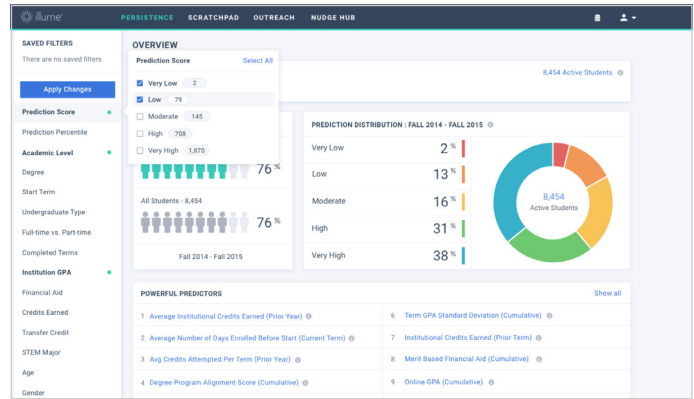 illume
PERSISTENCE SCRATCHPAD OUTREACH NUDGE HUB
SAVED FILTERS
There are no saved filters
Apply Changes
Prediction Score
Prediction Percentile
Academic Level
Degree
Start Term
Undergraduate Type
Full-time vs. Part-time
Completed Terms
Institution GPA
Financial Aid
Credits Earned
Transfer Credit
STEM Major
Age
Gender
OVERVIEW
Prediction Score Select All
Very Low 2
Low 79
Moderate 145
High 708
Very High 1,870
8,454 Active Students
76 %
All Students - 8,454
76 %
Fall 2014 - Fall 2015
PREDICTION DISTRIBUTION : FALL 2014 - FALL 2015
Very Low 2 %
Low 13 %
Moderate 16 %
High 31 %
Very High 38 %
8,454
Active Students
POWERFUL PREDICTORS Show all
1 Average Institutional Credits Earned (Prior Year)
2 Average Number of Days Enrolled Before Start (Current Term)
3 Avg Credits Attempted Per Term (Prior Year)
4 Degree Program Alignment Score (Cumulative)
6 Term GPA Standard Deviation (Cumulative)
7 Institutional Credits Earned (Prior Term)
8 Merit Based Financial Aid (Cumulative)
9 Online GPA (Cumulative)